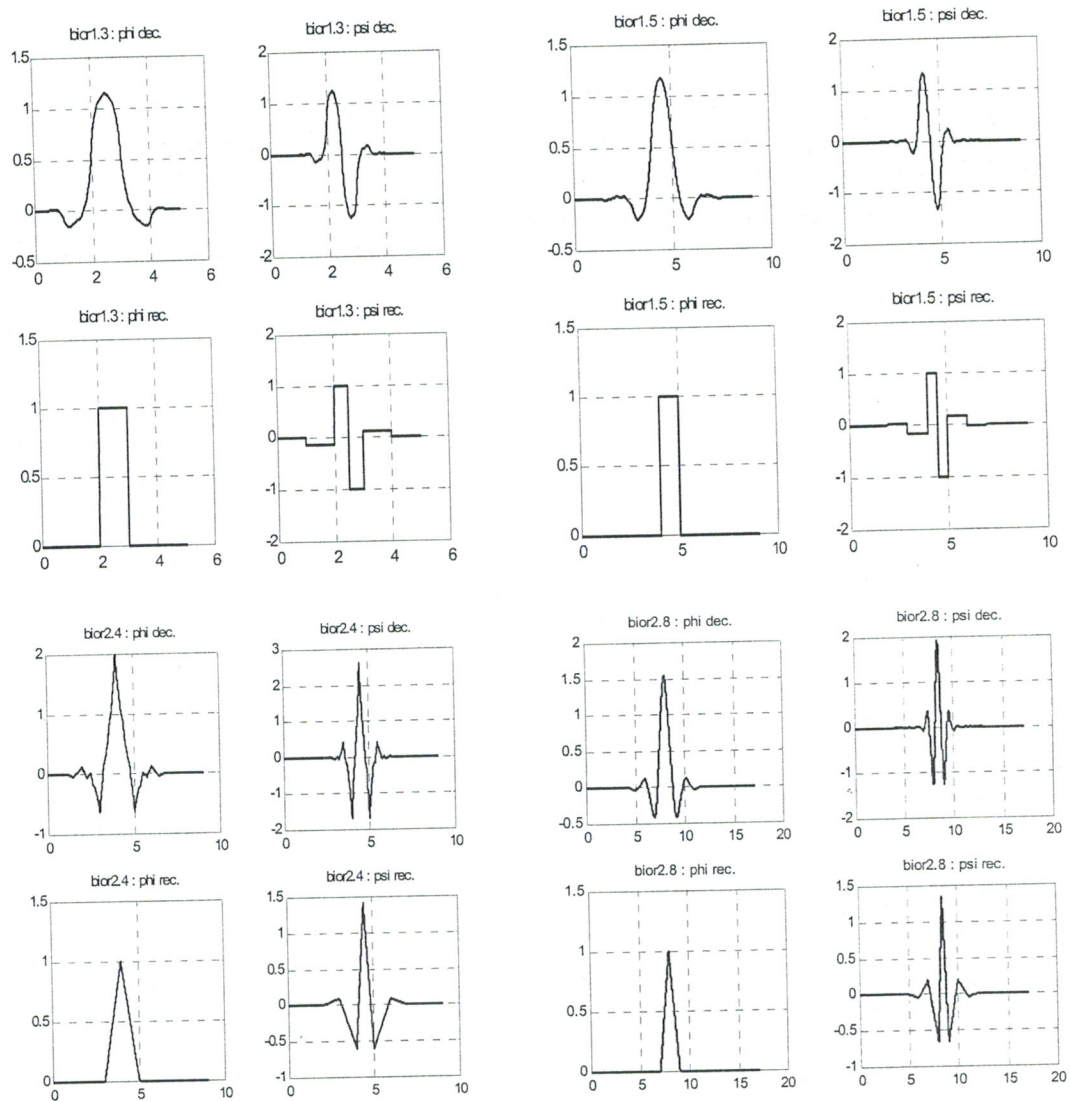 bior1.3 : phi dec.
1.5
1
0.5
0
-0.5
0 2 4 6
bior1.3 : psi dec.
2
1
0
-1
-2
0 2 4 6
bior1.5 : phi dec.
1.5
1
0.5
0
-0.5
0 5 10
bior1.5 : psi dec.
2
1
0
-1
-2
0 5 10
bior1.3 : phi rec.
1.5
1
0.5
0
0 2 4 6
bior1.3 : psi rec.
2
1
0
-1
-2
0 2 4 6
bior1.5 : phi rec.
1.5
1
0.5
0
0 5 10
bior1.5 : psi rec.
2
1
0
-1
-2
0 5 10
bior2.4 : phi dec.
2
1
0
-1
0 5 10
bior2.4 : psi dec.
3
2
1
0
-1
-2
0 5 10
bior2.8 : phi dec.
2
1.5
1
0.5
0
-0.5
0 5 10 15 20
bior2.8 : psi dec.
2
1
0
-1
-2
0 5 10 15 20
bior2.4 : phi rec.
1.5
1
0.5
0
0 5 10
bior2.4 : psi rec.
1.5
1
0.5
0
-0.5
-1
0 5 10
bior2.8 : phi rec.
1.5
1
0.5
0
0 5 10 15 20
bior2.8 : psi rec.
1.5
1
0.5
0
-0.5
-1
0 5 10 15 20